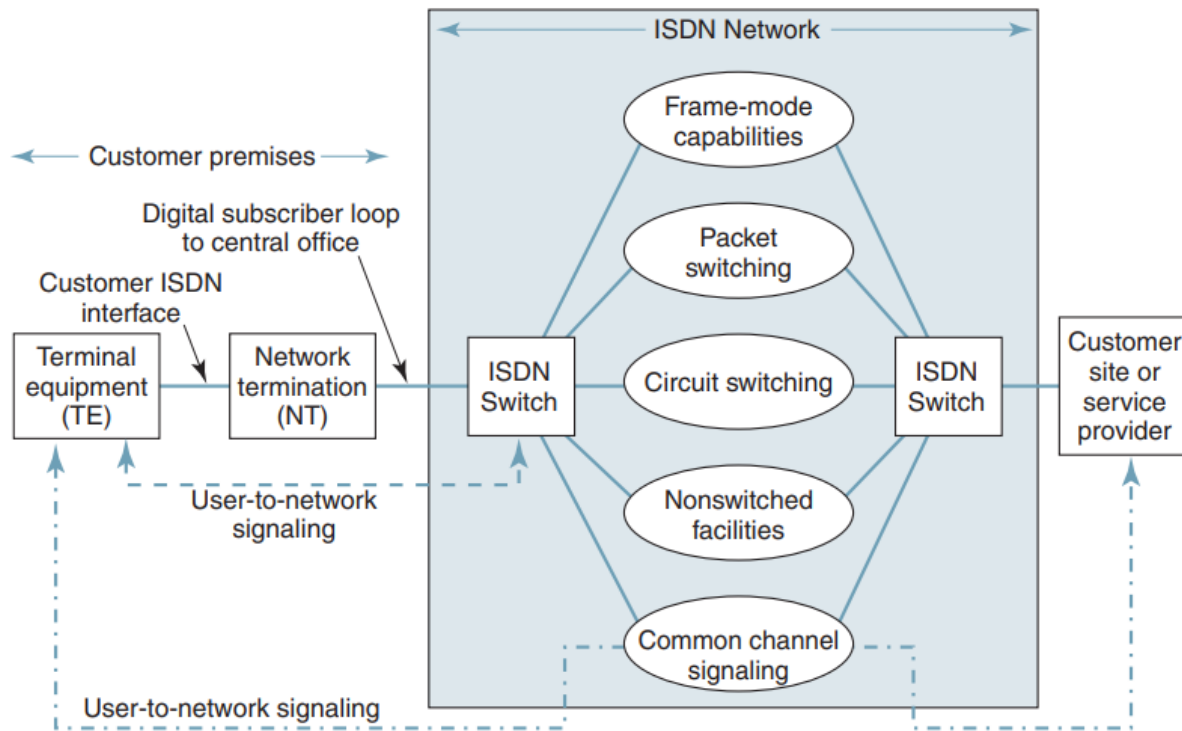 ISDN Network
Frame-mode
capabilities
Customer premises
Digital subscriber loop
to central office
Packet
switching
Customer ISDN
interface
Terminal
equipment
(TE)
Network
termination
(NT)
ISDN
Switch
Circuit switching
ISDN
Switch
Customer
site or
service
provider
User-to-network
signaling
Nonswitched
facilities
Common channel
signaling
User-to-network signaling